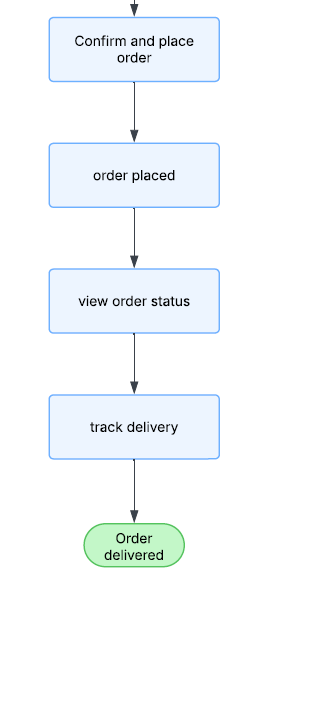 Confirm and place
order
order placed
view order status
track delivery
Order
delivered